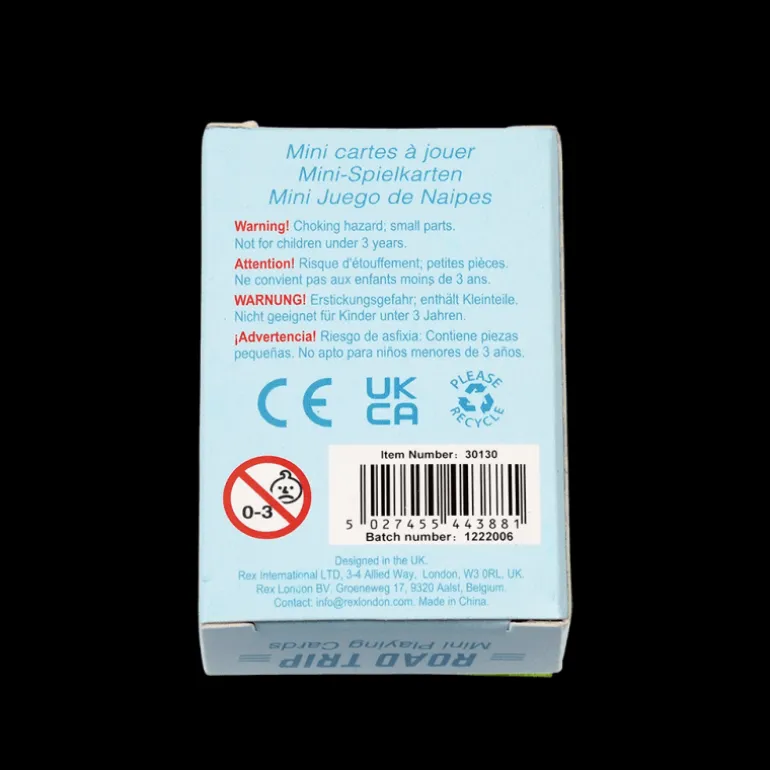 Mini cartes à jouer
Mini-Spielkarten
Mini Juego de Naipes
Warning! Choking hazard; small parts.
Not for children under 3 years.
Attention! Risque d'étouffement; petites pièces.
Ne convient pas aux enfants moins de 3 ans.
WARNUNG! Erstickungsgefahr; enthält Kleinteile.
Nicht geeignet für Kinder unter 3 Jahren.
¡Advertencia! Riesgo de asfixia: Contiene piezas
pequeñas. No apto para niños menores de 3 años.
CE
UK
CA
PLEASE
RECYCLE
0-3
Item Number: 30130
5 027455 443881
Batch number: 1222006
Designed in the UK.
Rex International LTD, 3-4 Allied Way, London, W3 0RL, UK.
Rex London BV, Groeneweg 17, 9320 Aalst, Belgium.
Contact: info@rexlondon.com. Made in China.
Mini Playing Cards
ROAD TRIP